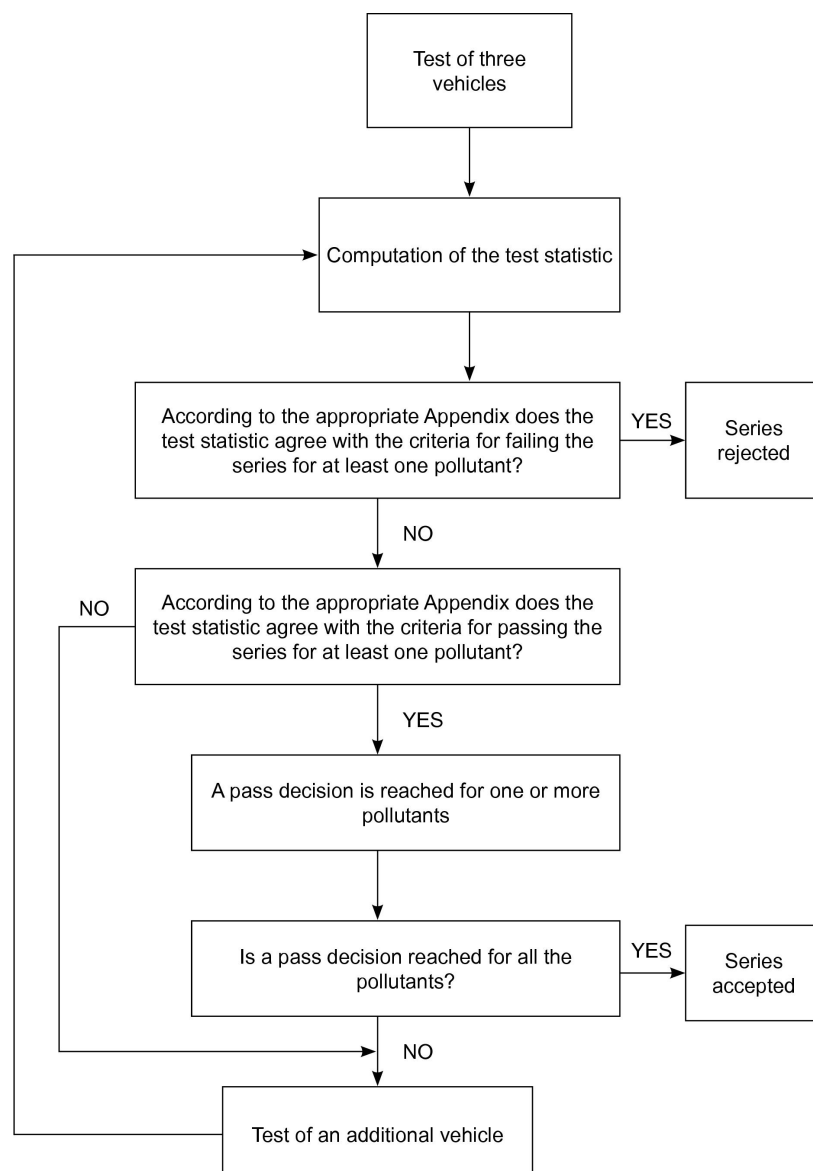 Test of three
vehicles
Computation of the test statistic
According to the appropriate Appendix does the
test statistic agree with the criteria for failing the
series for at least one pollutant?
YES
Series
rejected
NO
NO
According to the appropriate Appendix does the
test statistic agree with the criteria for passing the
series for at least one pollutant?
YES
A pass decision is reached for one or more
pollutants
Is a pass decision reached for all the
pollutants?
YES
Series
accepted
NO
Test of an additional vehicle